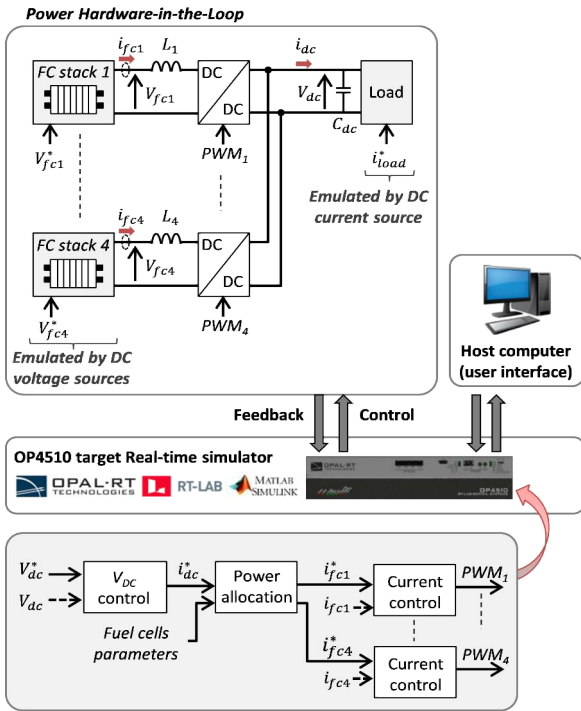 Power Hardware-in-the-Loop
i_fc1
L_1
i_dc
FC stack 1
V_fc1
DC
DC
V_dc
C_dc
Load
V*_fc1
PWM_1
i*_load
Emulated by DC
current source
i_fc4
L_4
FC stack 4
V_fc4
DC
DC
V*_fc4
PWM_4
Emulated by DC
voltage sources
Host computer
(user interface)
Feedback
Control
OP4510 target Real-time simulator
OPAL-RT
TECHNOLOGIES
RT-LAB
MATLAB
SIMULINK
OPAL-RT
OP4510
V*_dc
V_dc
V_DC
control
i*_dc
Power
allocation
Fuel cells
parameters
i*_fc1
i_fc1
Current
control
PWM_1
i*_fc4
i_fc4
Current
control
PWM_4